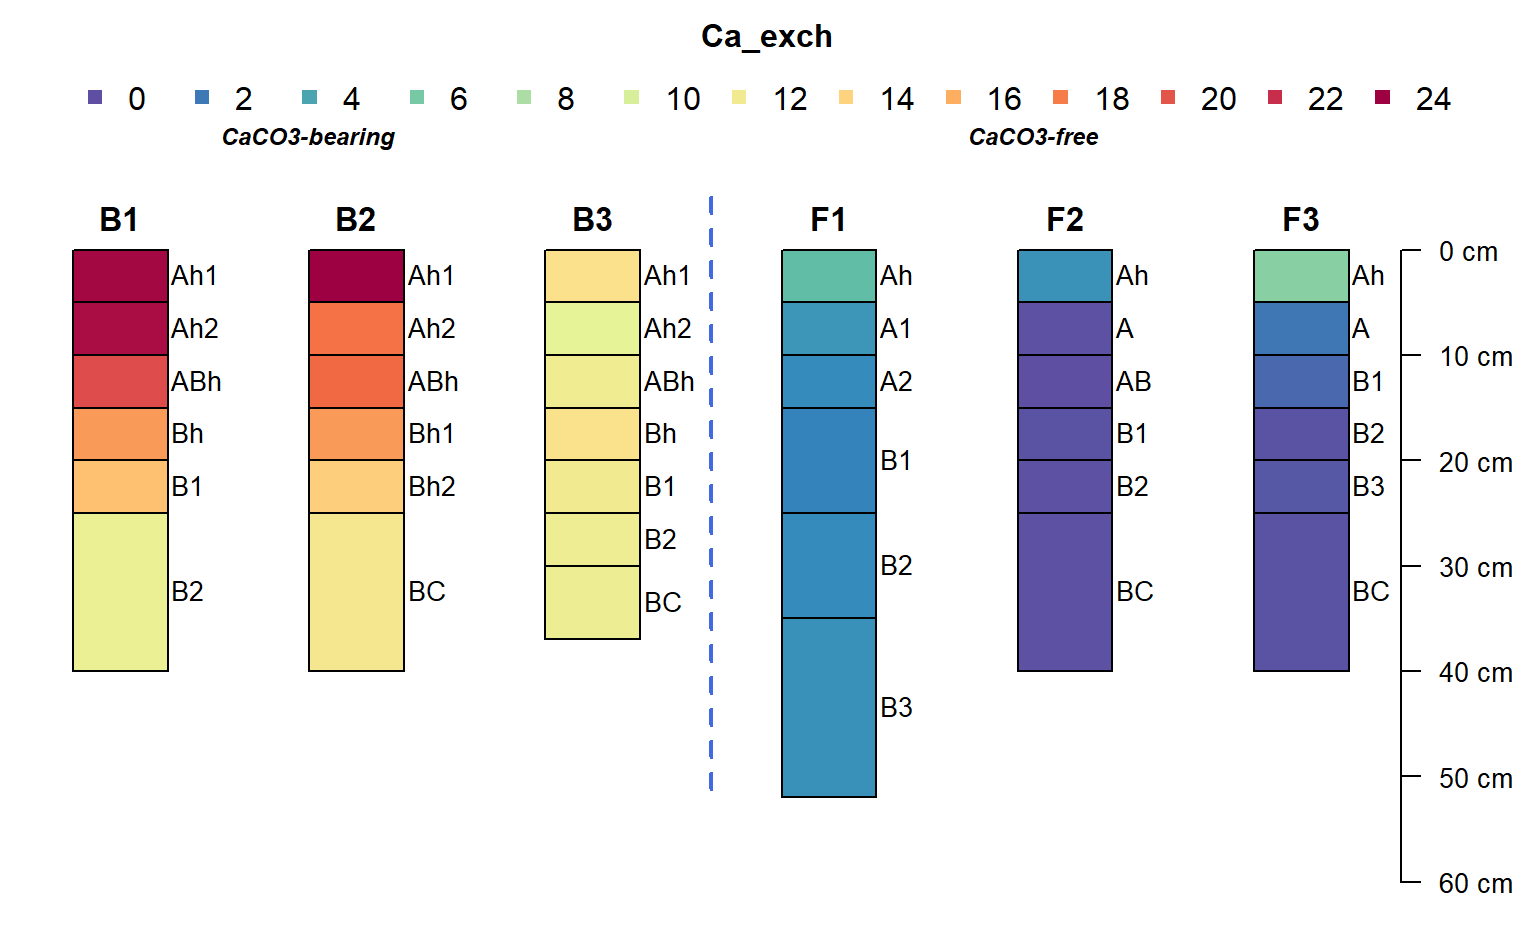 Ca_exch
0 2 4 6 8 10 12 14 16 18 20 22 24
CaCO3-bearing CaCO3-free
B1 B2 B3 F1 F2 F3
Ah1 Ah1 Ah1 Ah Ah Ah 0 cm
Ah2 Ah2 Ah2 A1 A A
ABh ABh ABh A2 AB B1 10 cm
Bh Bh1 Bh B1 B1 B2
B1 Bh2 B1 B2 B3 20 cm
B2 B2 30 cm
B2 BC BC BC BC
B3 40 cm
50 cm
60 cm